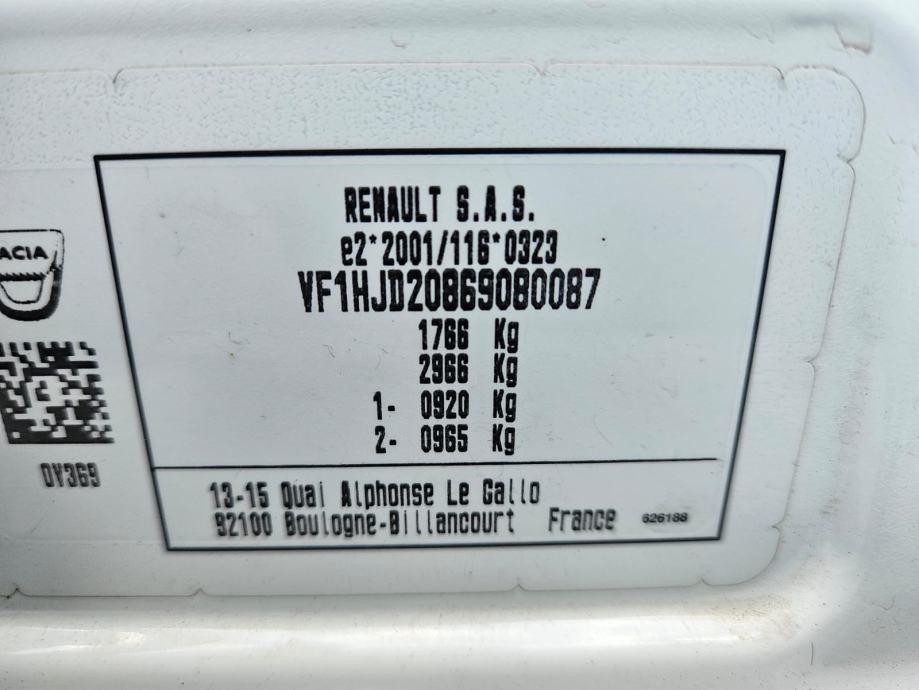 RENAULT S.A.S.
e2*2001/116*0323
VF1HJD20869080087
1766 Kg
2966 Kg
1- 0920 Kg
2- 0965 Kg
ACIA
0V369
13-15 Quai Alphonse Le Gallo
92100 Boulogne-Billancourt France 626186